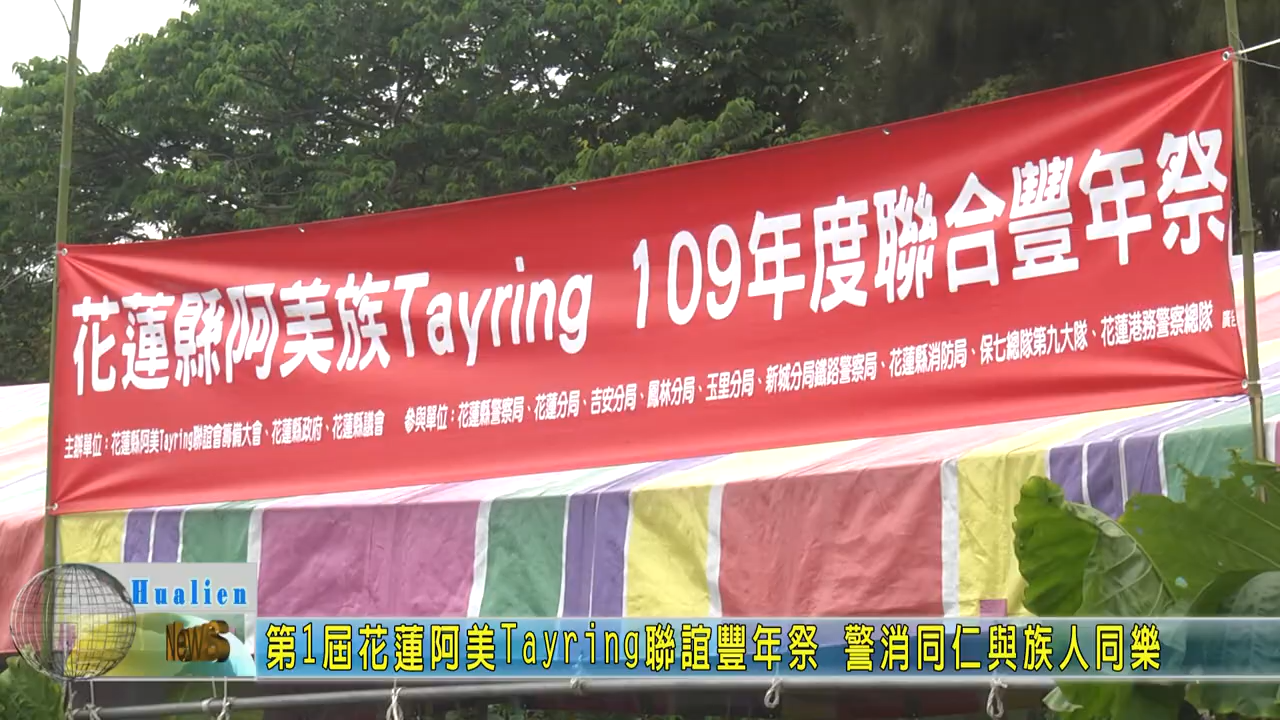 花蓮縣阿美族Tayring 109年度聯合豐年祭
主辦單位：花蓮縣阿美Tayring聯誼會籌備大會、花蓮縣政府、花蓮縣議會 參與單位：花蓮縣警察局、花蓮分局、吉安分局、鳳林分局、玉里分局、新城分局鐵路警察局、花蓮縣消防局、保七總隊第九大隊、花蓮港務警察總隊
Hualien
News
第1屆花蓮阿美Tayring聯誼豐年祭 警消同仁與族人同樂